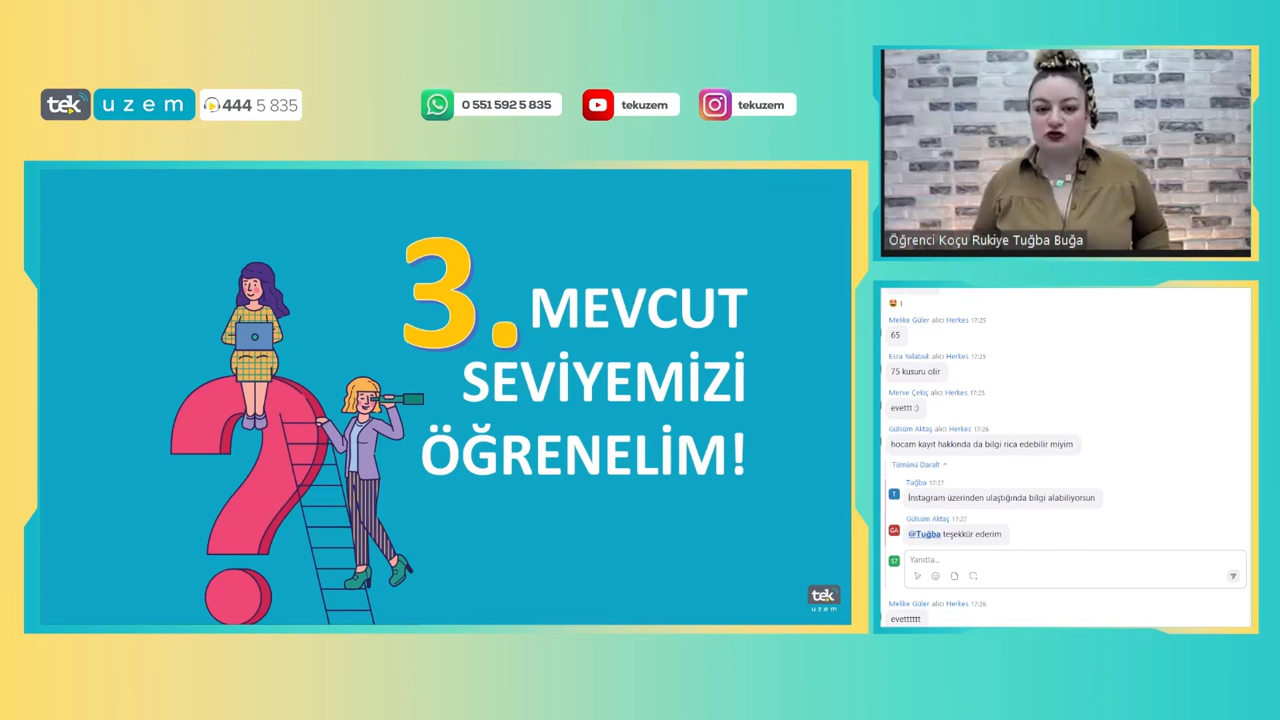 tek
uzem
444 5 835
0 551 592 5 835
tekuzem
tekuzem
3. MEVCUT
SEVİYEMİZİ
ÖĞRENELİM!
tek
uzem
Öğrenci Koçu Rukiye Tuğba Buğa
1
Melike Güler alıcı Herkes 17:25
65
Esra Yalabuk alıcı Herkes 17:25
75 kusuru olir
Merve Çekiç alıcı Herkes 17:25
evettt :)
Gülsüm Aktaş alıcı Herkes 17:26
hocam kayıt hakkında da bilgi rica edebilir miyim
Tümünü Daralt
T
Tuğba 17:27
İnstagram üzerinden ulaştığında bilgi alabiliyorsun
GA
Gülsüm Aktaş 17:27
@Tuğba teşekkür ederim
Yanıtla...
Melike Güler alıcı Herkes 17:26
evetttttt